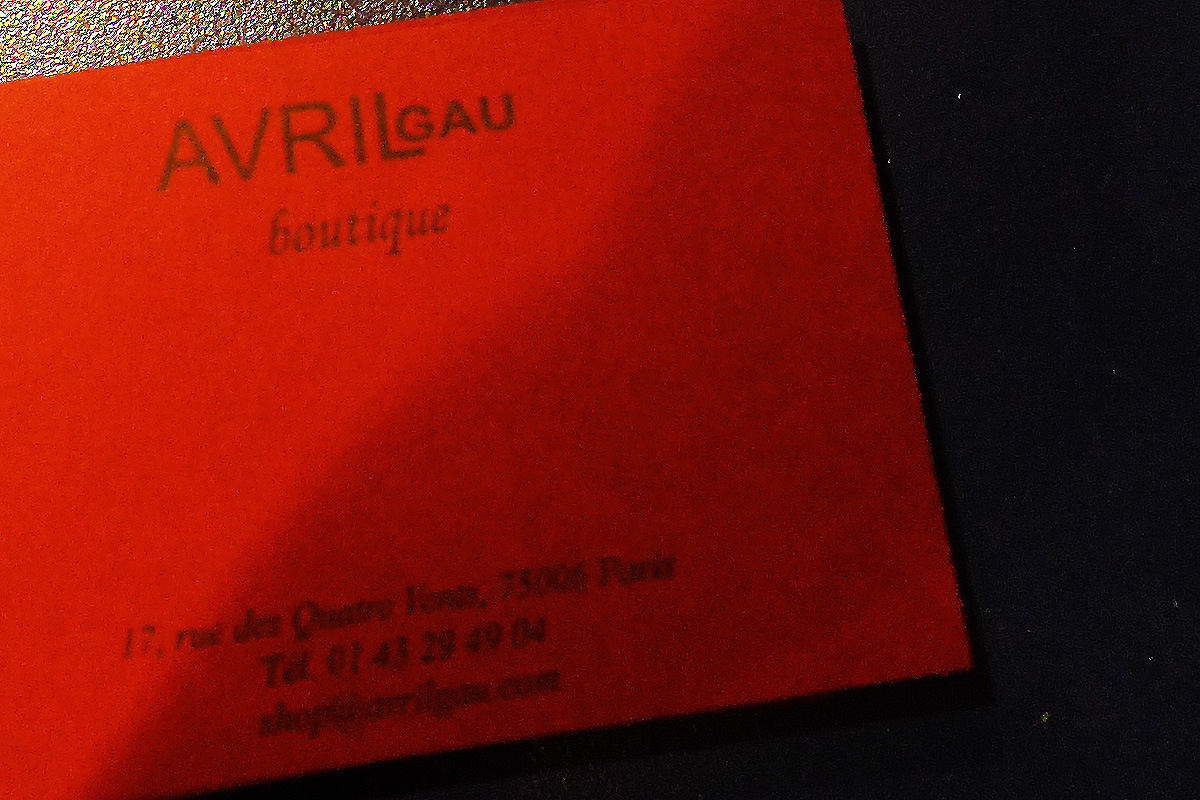 AVRILGAU
boutique
17, rue des Quatre Vents, 75006 Paris
Tél. 01 43 29 49 04
shop@avrilgau.com